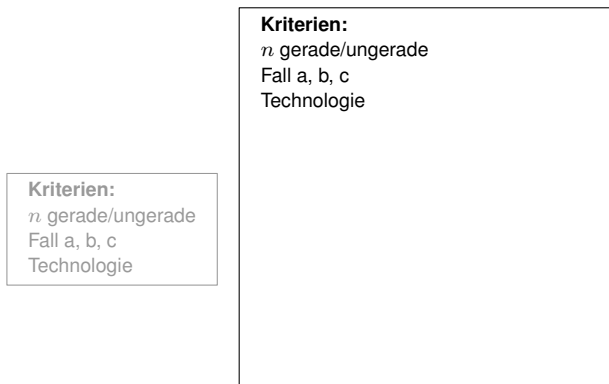 Kriterien:
n gerade/ungerade
Fall a, b, c
Technologie
Kriterien:
n gerade/ungerade
Fall a, b, c
Technologie